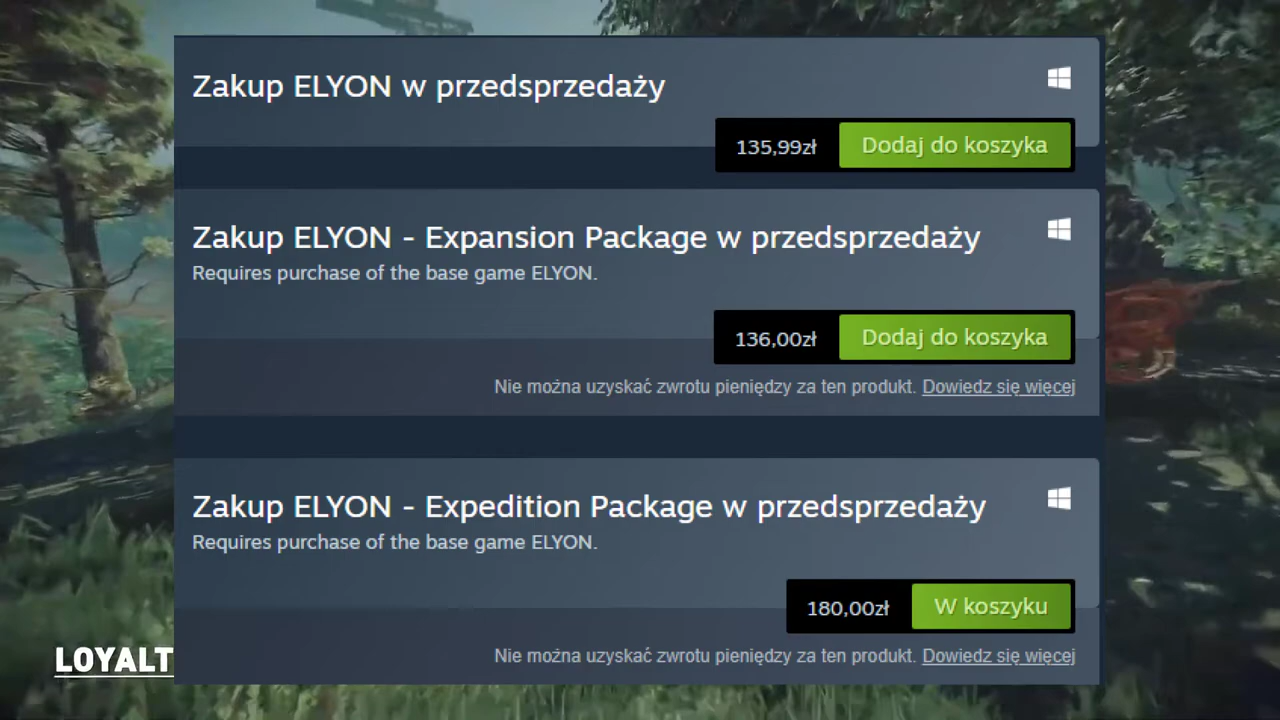 Zakup ELYON w przedsprzedaży
135,99zł
Dodaj do koszyka
Zakup ELYON - Expansion Package w przedsprzedaży
Requires purchase of the base game ELYON.
136,00zł
Dodaj do koszyka
Nie można uzyskać zwrotu pieniędzy za ten produkt. Dowiedz się więcej
Zakup ELYON - Expedition Package w przedsprzedaży
Requires purchase of the base game ELYON.
180,00zł
W koszyku
LOYALT
Nie można uzyskać zwrotu pieniędzy za ten produkt. Dowiedz się więcej